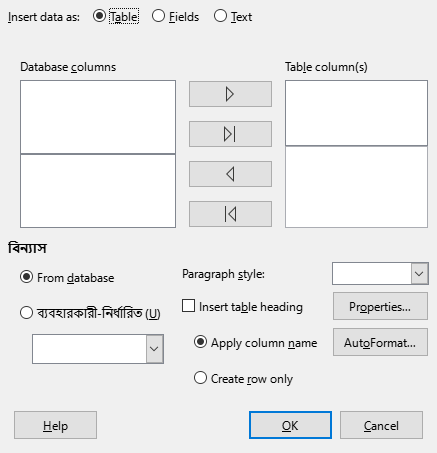 Insert data as: Table Fields Text
Database columns Table column(s)
বিন্যাস
From database Paragraph style:
ব্যবহারকারী-নির্ধারিত (U) Insert table heading Properties...
Apply column name AutoFormat...
Create row only
Help OK Cancel